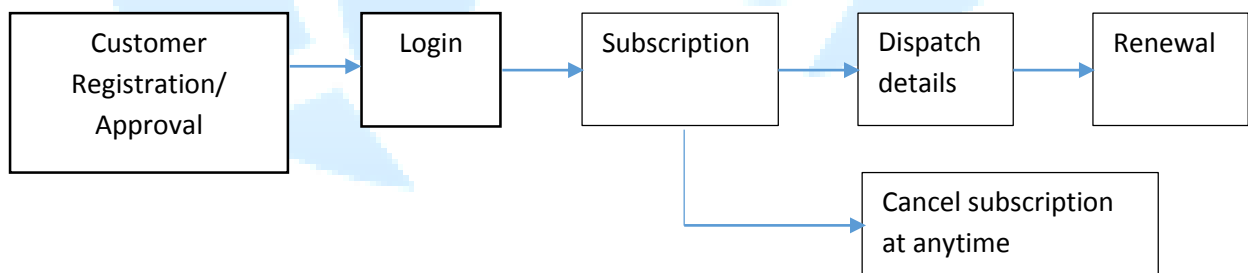 Customer
Registration/
Approval
Login
Subscription
Dispatch
details
Renewal
Cancel subscription
at anytime